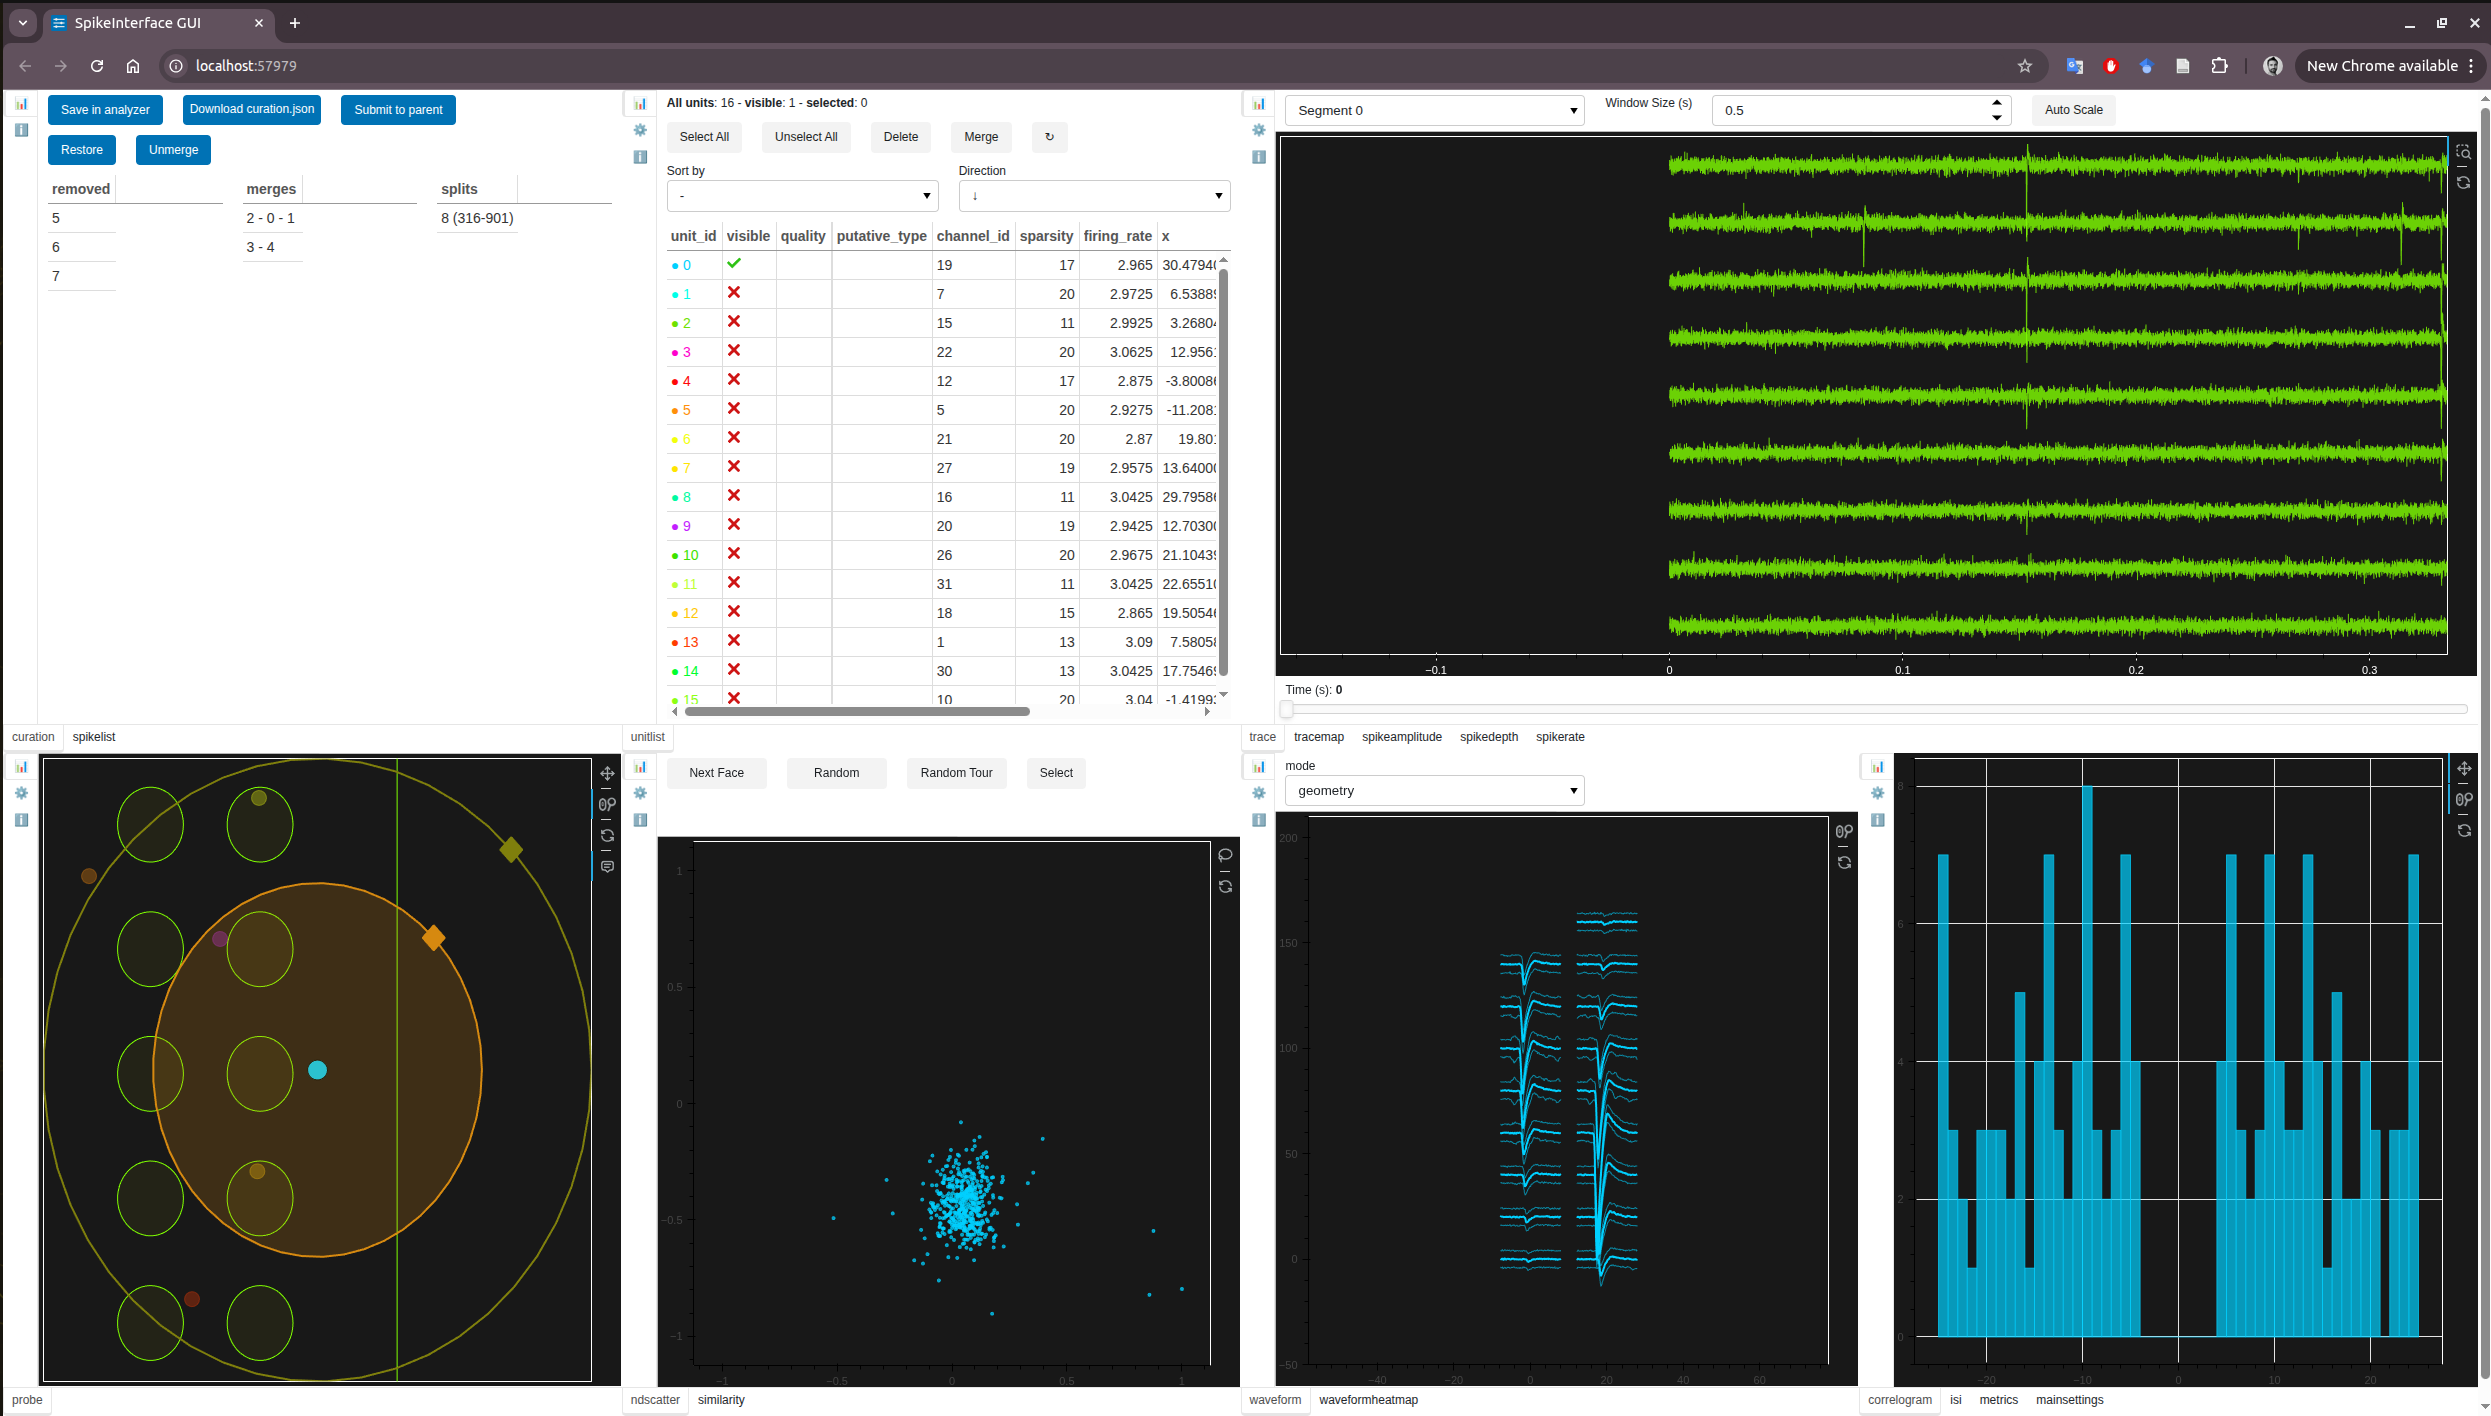 SpikeInterface GUI
localhost:57979
New Chrome available
Save in analyzer
Download curation.json
Submit to parent
Restore
Unmerge
removed merges splits
5 2 - 0 - 1 8 (316-901)
6 3 - 4
7
curation spikelist
All units: 16 - visible: 1 - selected: 0
Select All Unselect All Delete Merge ↻
Sort by Direction
- ↓
unit_id visible quality putative_type channel_id sparsity firing_rate x
0 19 17 2.965 30.4794
1 7 20 2.9725 6.5388
2 15 11 2.9925 3.2680
3 22 20 3.0625 12.956
4 12 17 2.875 -3.8008
5 5 20 2.9275 -11.208
6 21 20 2.87 19.801
7 27 19 2.9575 13.6400
8 16 11 3.0425 29.7958
9 20 19 2.9425 12.7030
10 26 20 2.9675 21.1043
11 31 11 3.0425 22.6551
12 18 15 2.865 19.5054
13 1 13 3.09 7.5805
14 30 13 3.0425 17.7546
15 10 20 3.04 -1.4199
unitlist
Segment 0 Window Size (s) 0.5 Auto Scale
−0.1 0 0.1 0.2 0.3
Time (s): 0
trace tracemap spikeamplitude spikedepth spikerate
probe
Next Face Random Random Tour Select
1
0.5
0
−0.5
−1
−1 −0.5 0 0.5 1
ndscatter similarity
mode
geometry
200
150
100
50
0
−50
−40 −20 0 20 40 60
waveform waveformheatmap
8
6
4
2
0
−20 −10 0 10 20
correlogram isi metrics mainsettings